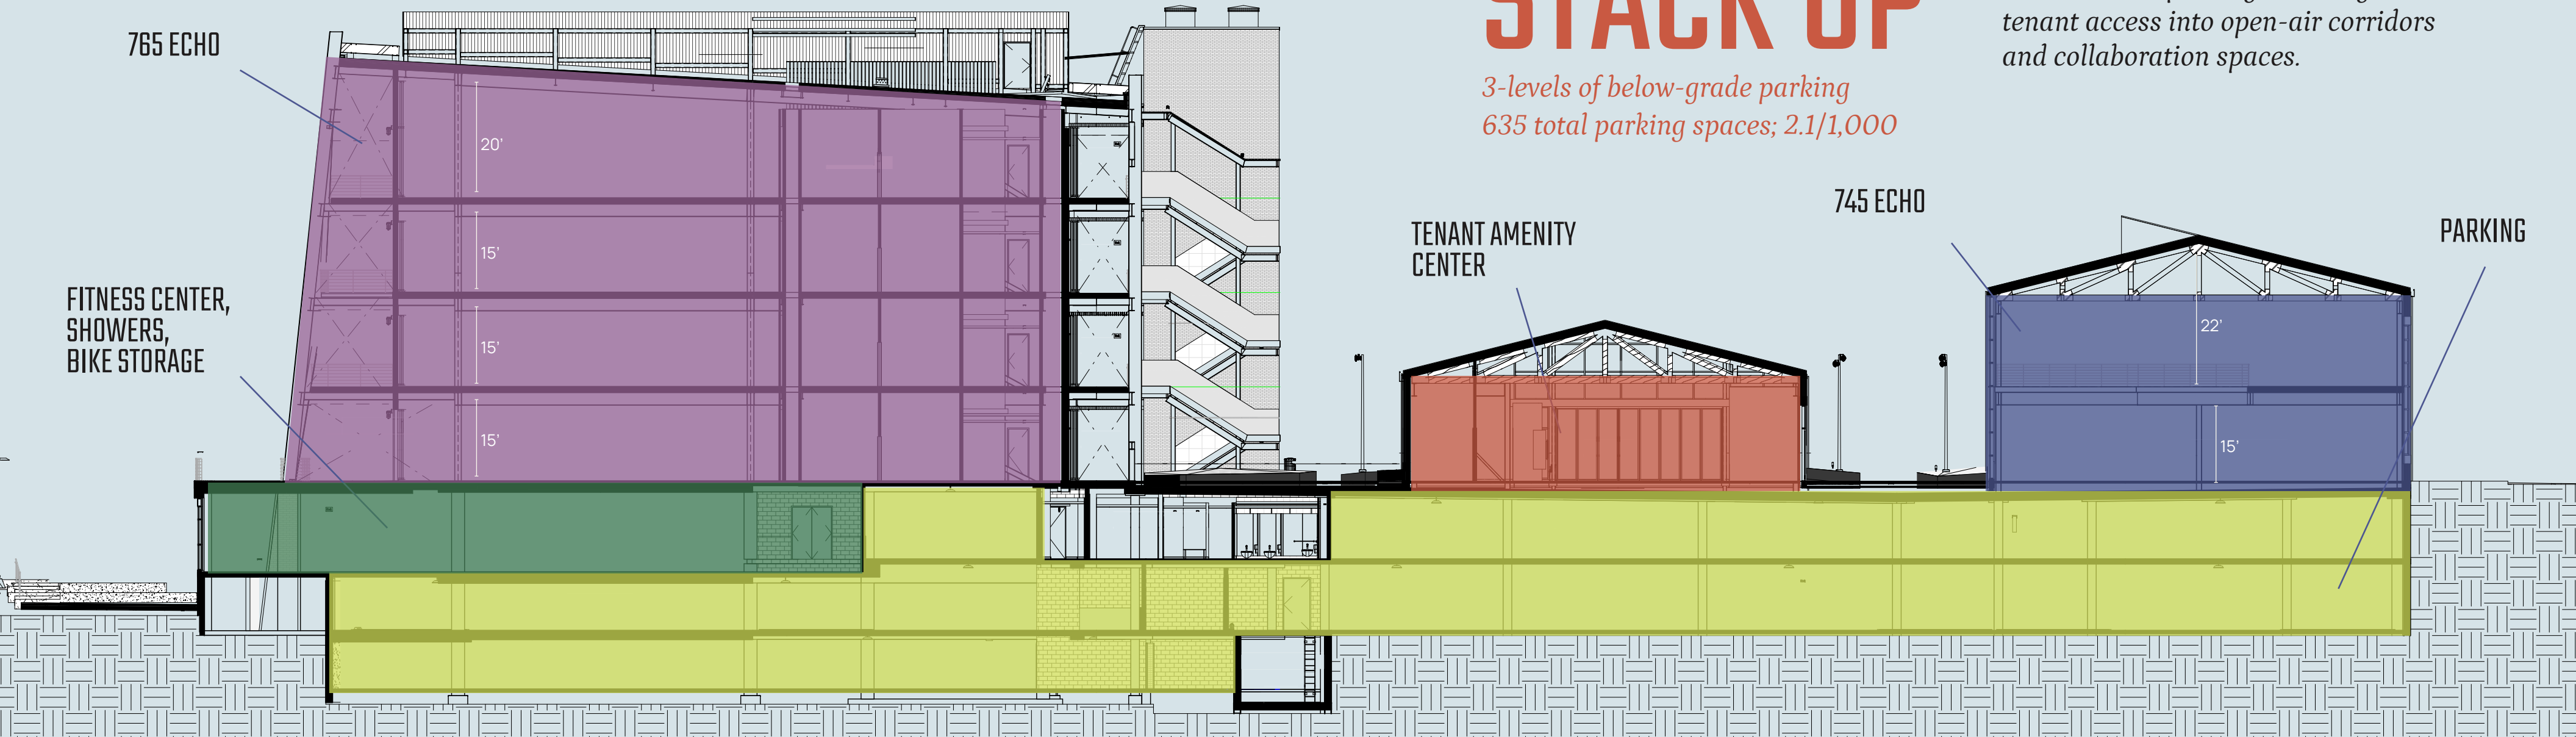 STACK UP
3-levels of below-grade parking
635 total parking spaces; 2.1/1,000
tenant access into open-air corridors
and collaboration spaces.
765 ECHO
20'
15'
15'
15'
FITNESS CENTER,
SHOWERS,
BIKE STORAGE
TENANT AMENITY
CENTER
745 ECHO
22'
15'
PARKING